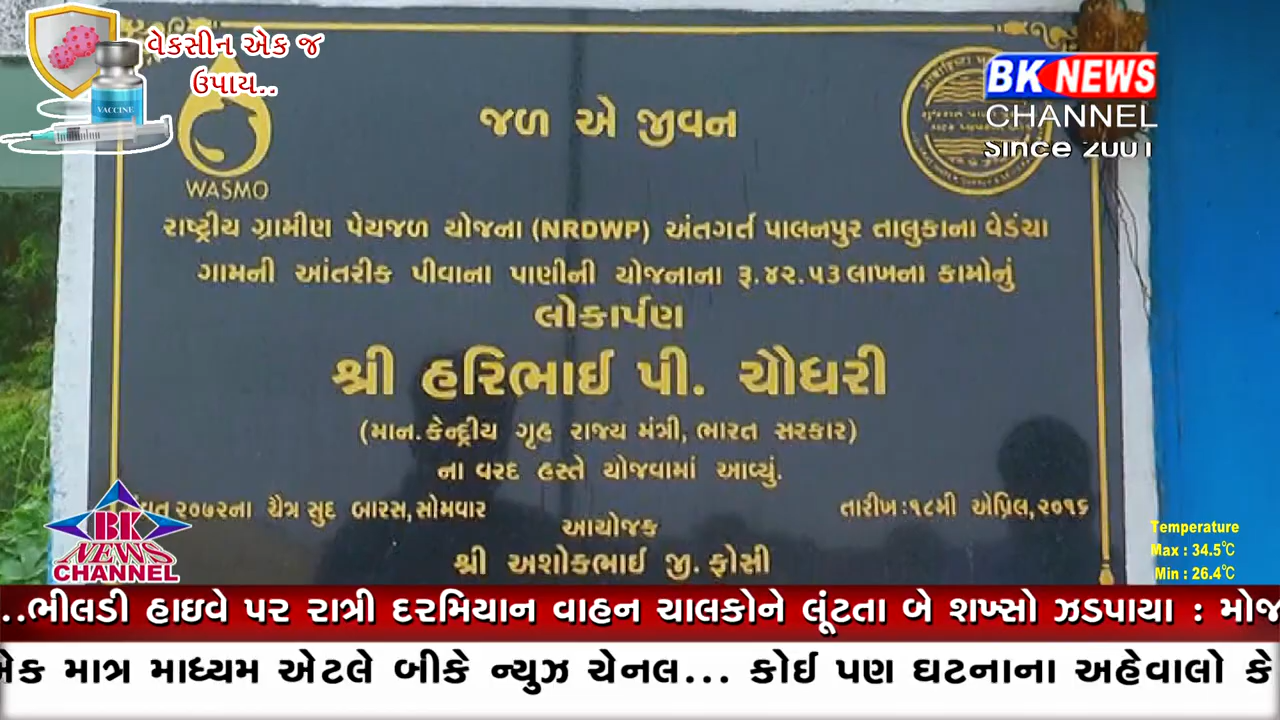 વેકસીન એક જ
ઉપાય..
VACCINE
BK NEWS
CHANNEL
Since 2001
જળ એ જીવન
WASMO
રાષ્ટ્રીય ગ્રામીણ પેયજળ યોજના (NRDWP) અંતગર્ત પાલનપુર તાલુકાના વેડંચા
ગામની આંતરીક પીવાના પાણીની યોજનાના રૂ.૪૨.૫૩ લાખના કામોનું
લોકાર્પણ
શ્રી હરિભાઈ પી. ચૌધરી
(માન.કેન્દ્રીય ગૃહ રાજ્ય મંત્રી, ભારત સરકાર)
ના વરદ હસ્તે યોજવામાં આવ્યું.
૨૦૭૨ના ચૈત્ર સુદ બારસ, સોમવાર
તારીખ:૧૮મી એપ્રિલ,૨૦૧૬
આયોજક
શ્રી અશોકભાઈ જી. ફોસી
BK
NEWS
CHANNEL
Temperature
Max : 34.5℃
Min : 26.4℃
..ભીલડી હાઇવે પર રાત્રી દરમિયાન વાહન ચાલકોને લૂંટતા બે શખ્સો ઝડપાયા : મોજ
એક માત્ર માધ્યમ એટલે બીકે ન્યુઝ ચેનલ... કોઈ પણ ઘટનાના અહેવાલો કે